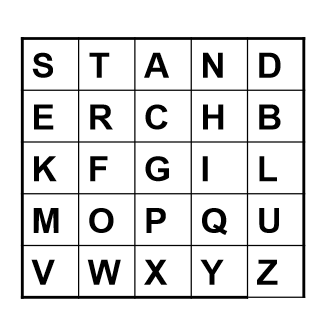 S T A N D
E R C H B
K F G I L
M O P Q U
V W X Y Z